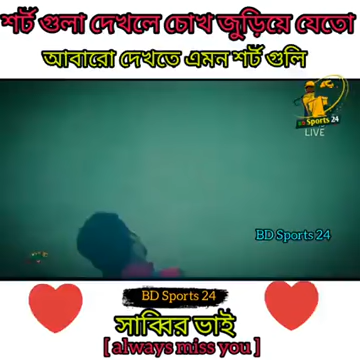 শর্ট গুলা দেখলে চোখ জুড়িয়ে যেতো
আবারো দেখতে এমন শর্ট গুলি
BD Sports 24
LIVE
BD Sports 24
BD Sports 24
সাব্বির ভাই
[ always miss you ]